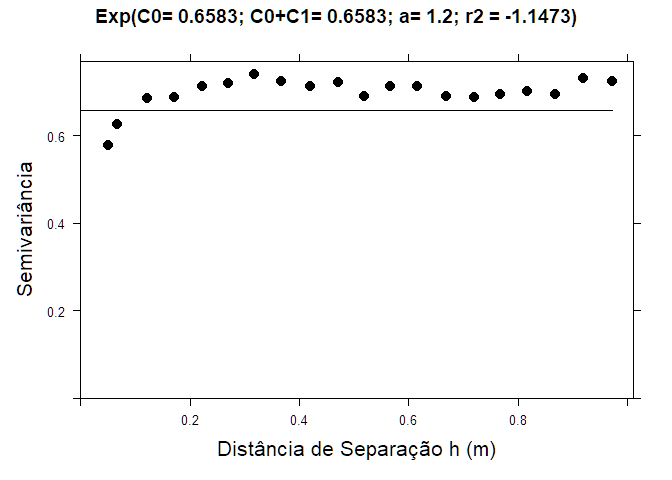 Exp(C0= 0.6583; C0+C1= 0.6583; a= 1.2; r2 = -1.1473)
Semivariância
0.6
0.4
0.2
0.2 0.4 0.6 0.8
Distância de Separação h (m)